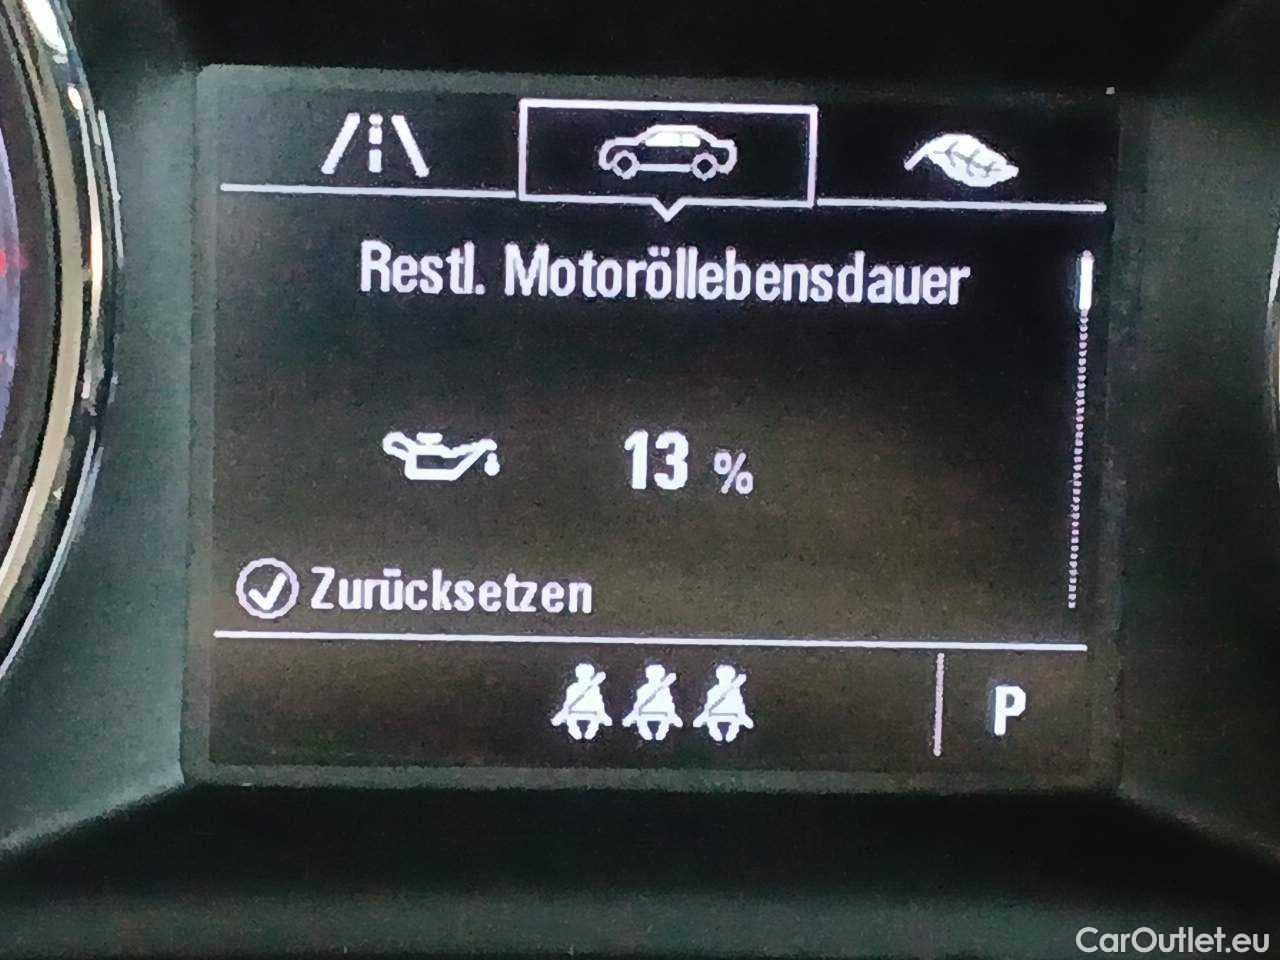 Restl. Motoröllebensdauer
13 %
Zurücksetzen
P
CarOutlet.eu